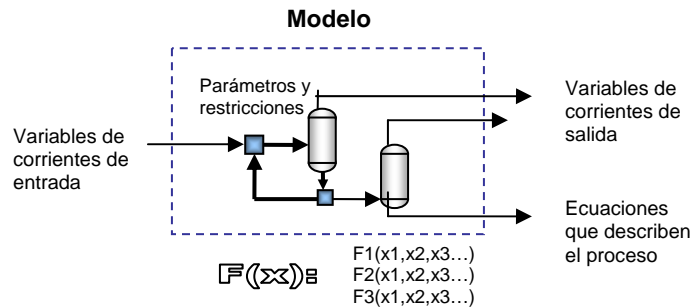 Modelo
Parámetros y
restricciones
Variables de
corrientes de
entrada
Variables de
corrientes de
salida
Ecuaciones
que describen
el proceso
F(x)=
F1(x1,x2,x3...)
F2(x1,x2,x3...)
F3(x1,x2,x3...)